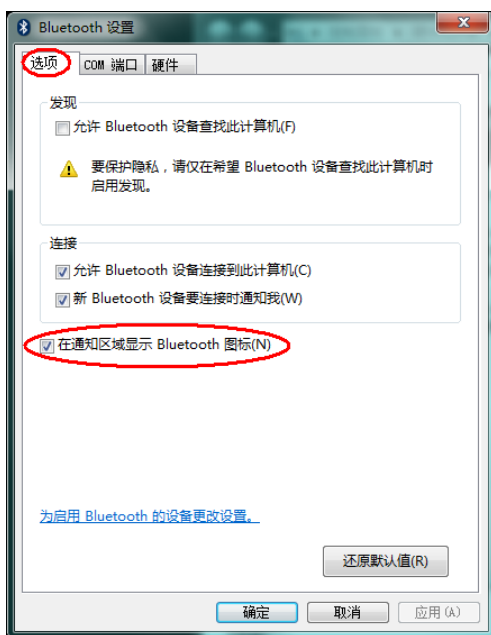 Bluetooth 设置
选项 COM 端口 硬件
发现
允许 Bluetooth 设备查找此计算机(F)
要保护隐私，请仅在希望 Bluetooth 设备查找此计算机时
启用发现。
连接
允许 Bluetooth 设备连接到此计算机(C)
新 Bluetooth 设备要连接时通知我(W)
在通知区域显示 Bluetooth 图标(N)
为启用 Bluetooth 的设备更改设置。
还原默认值(R)
确定 取消 应用(A)